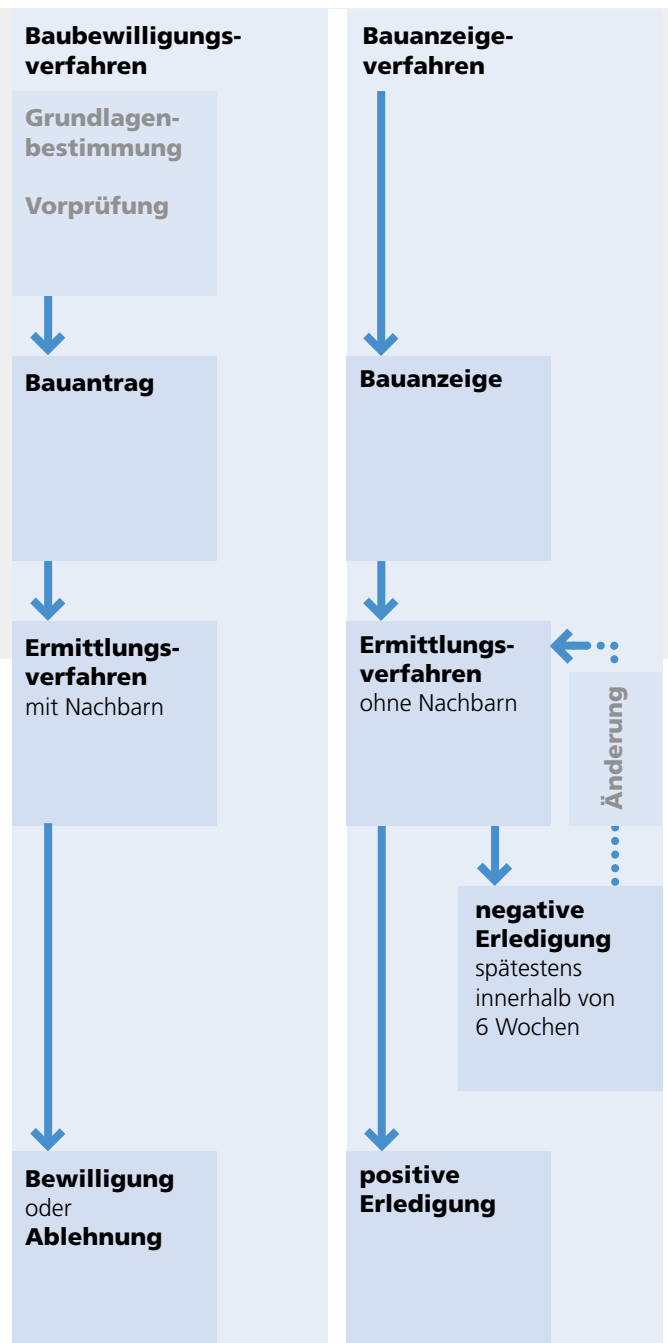 Baubewilligungs-
verfahren
Grundlagen-
bestimmung
Vorprüfung
Bauantrag
Ermittlungs-
verfahren
mit Nachbarn
Bewilligung
oder
Ablehnung
Bauanzeige-
verfahren
Bauanzeige
Ermittlungs-
verfahren
ohne Nachbarn
Änderung
negative
Erledigung
spätestens
innerhalb von
6 Wochen
positive
Erledigung